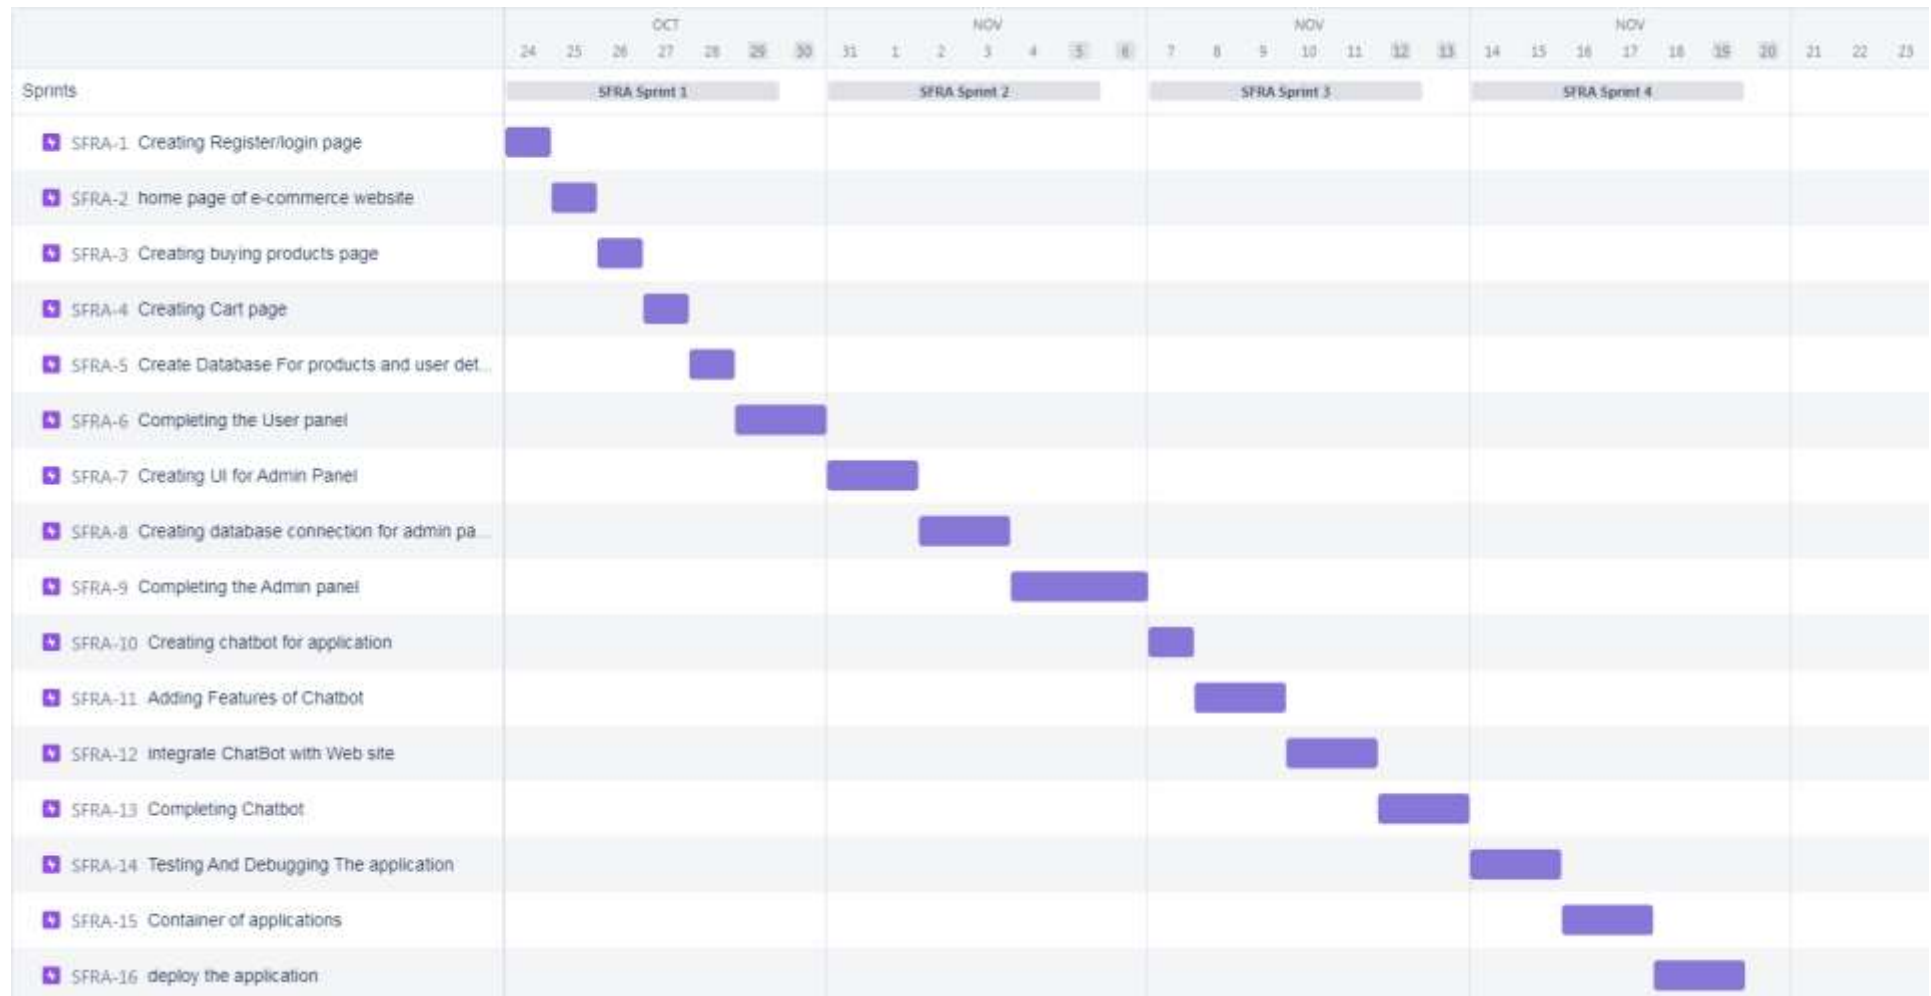 OCT NOV NOV NOV
24 25 26 27 28 29 30 31 1 2 3 4 5 6 7 8 9 10 11 12 13 14 15 16 17 18 19 20 21 22 23
Sprints SFRA Sprint 1 SFRA Sprint 2 SFRA Sprint 3 SFRA Sprint 4
SFRA-1 Creating Register/login page
SFRA-2 home page of e-commerce website
SFRA-3 Creating buying products page
SFRA-4 Creating Cart page
SFRA-5 Create Database For products and user det...
SFRA-6 Completing the User panel
SFRA-7 Creating UI for Admin Panel
SFRA-8 Creating database connection for admin pa...
SFRA-9 Completing the Admin panel
SFRA-10 Creating chatbot for application
SFRA-11 Adding Features of Chatbot
SFRA-12 integrate ChatBot with Web site
SFRA-13 Completing Chatbot
SFRA-14 Testing And Debugging The application
SFRA-15 Container of applications
SFRA-16 deploy the application